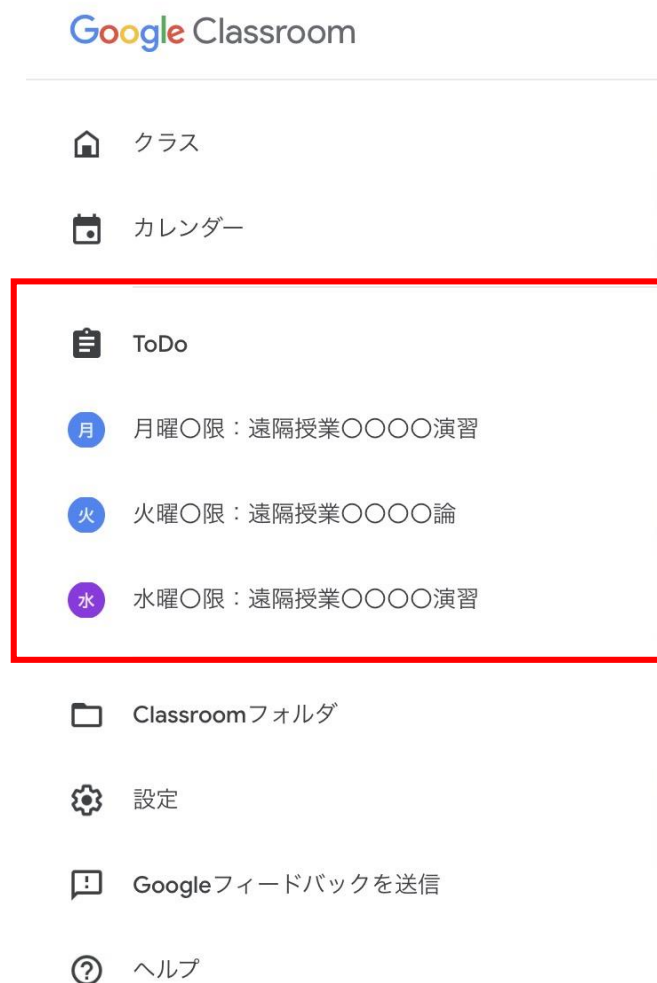 Google Classroom
クラス
カレンダー
ToDo
月 月曜〇限：遠隔授業〇〇〇〇演習
火 火曜〇限：遠隔授業〇〇〇〇論
水 水曜〇限：遠隔授業〇〇〇〇演習
Classroomフォルダ
設定
Googleフィードバックを送信
ヘルプ